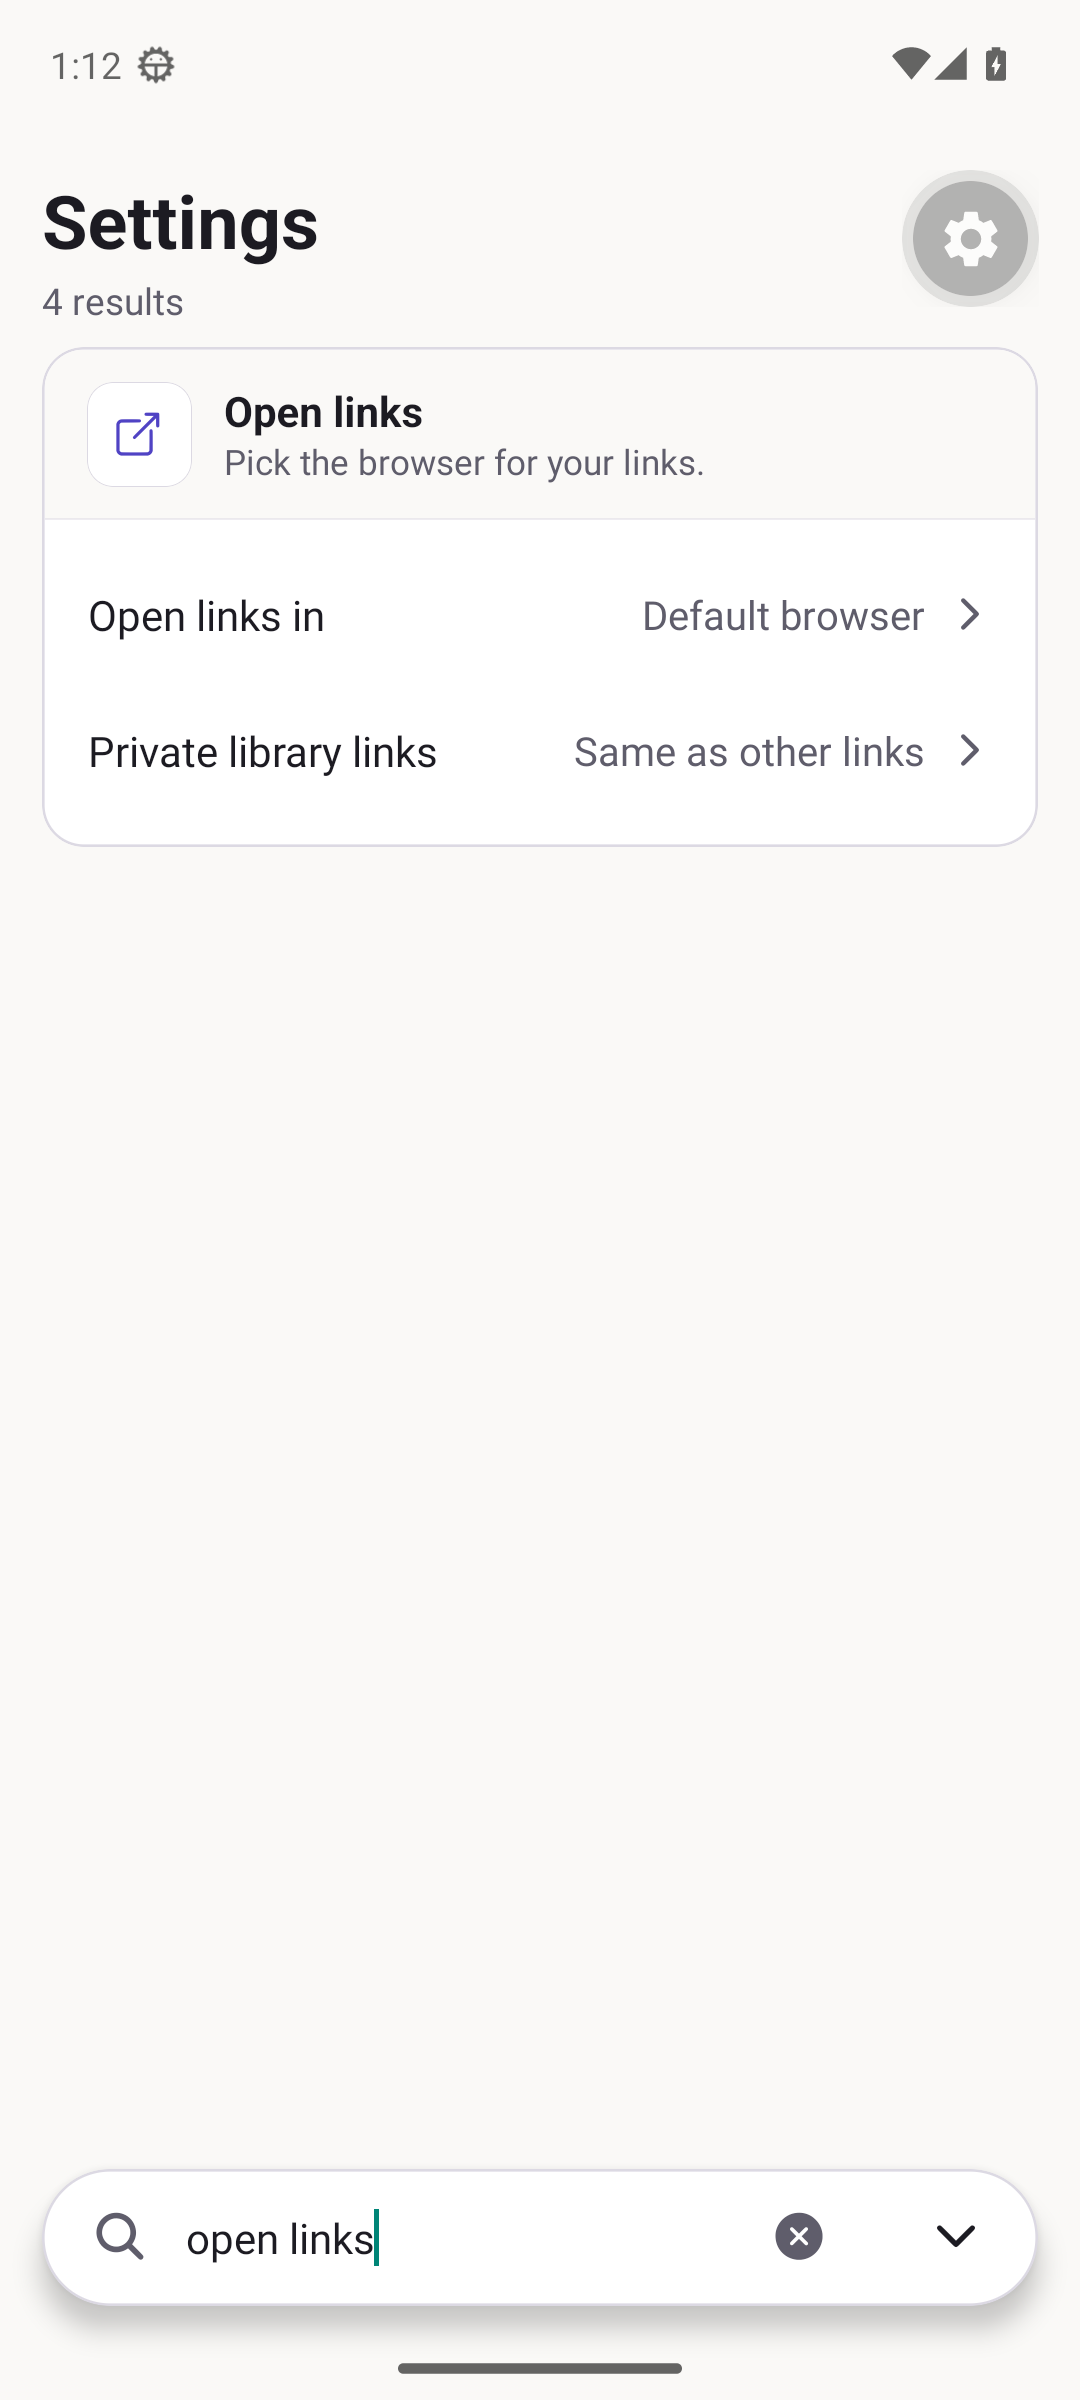 1:12
Settings
4 results
Open links
Pick the browser for your links.
Open links in
Default browser
Private library links
Same as other links
open links